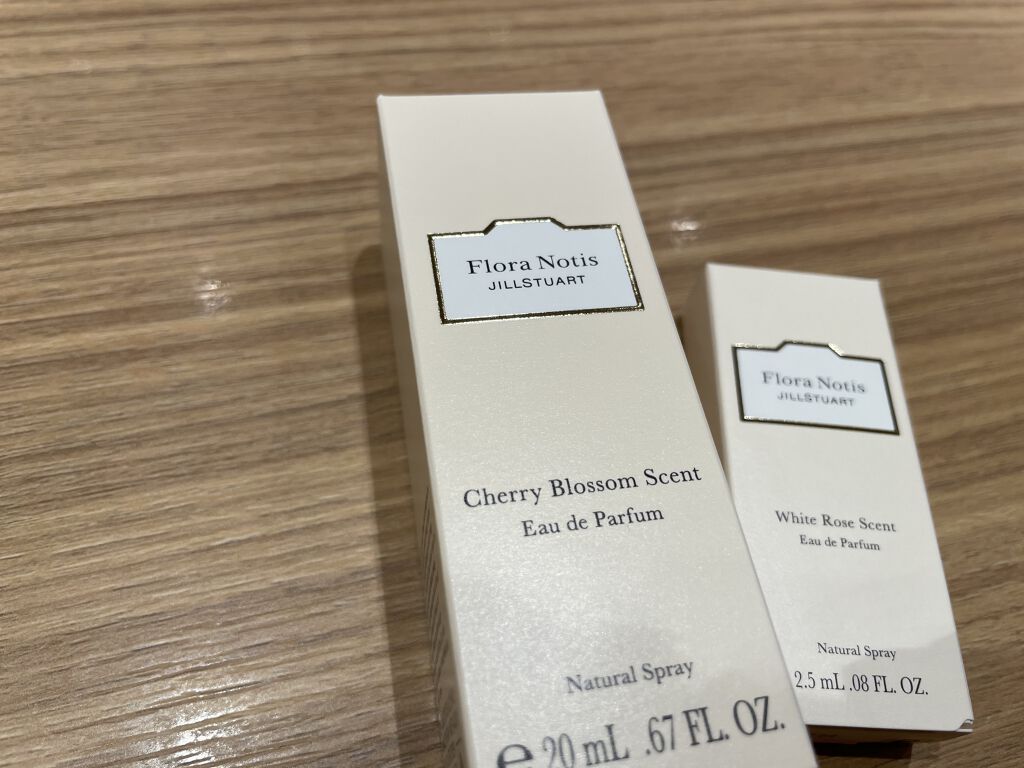 Flora Notis
JILLSTUART
Cherry Blossom Scent
Eau de Parfum
Natural Spray
e 20 mL .67 FL. OZ.
Flora Notis
JILLSTUART
White Rose Scent
Eau de Parfum
Natural Spray
2.5 mL .08 FL. OZ.